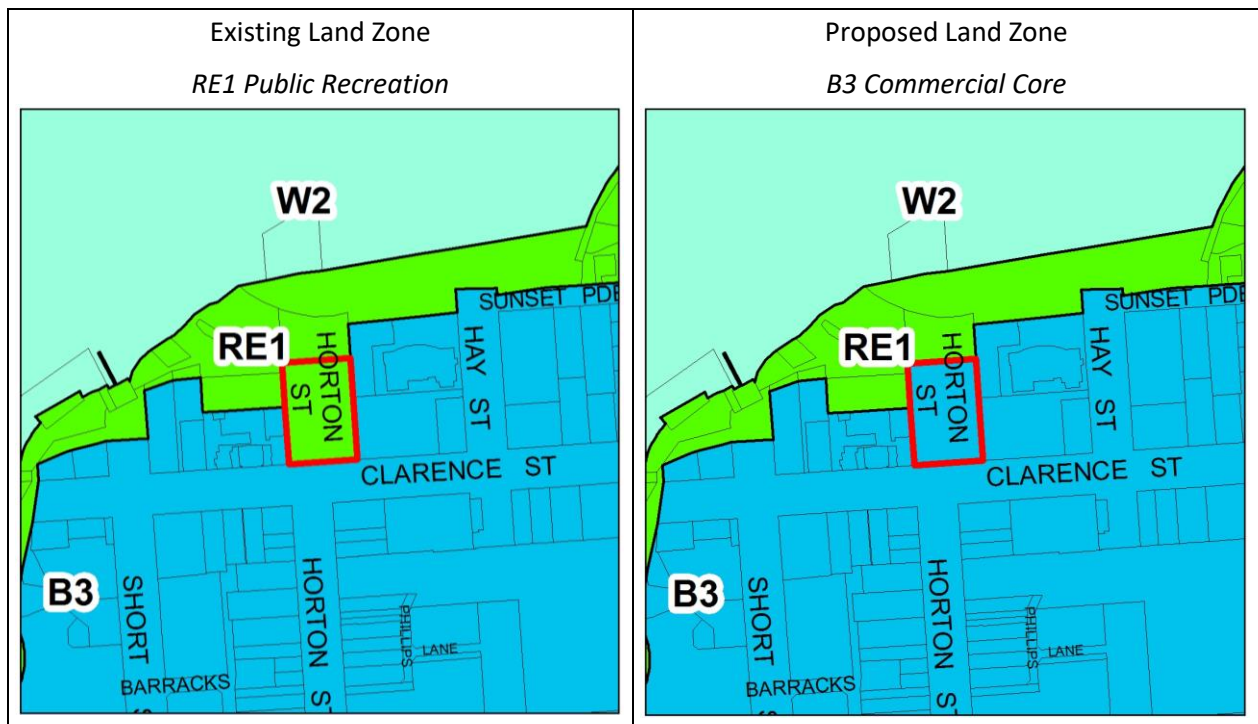 Existing Land Zone
RE1 Public Recreation
W2
SUNSET PDE
RE1
HORTON
ST
HAY ST
CLARENCE ST
B3
SHORT
HORTON S
PHILLIPS
LANE
BARRACKS
Proposed Land Zone
B3 Commercial Core
W2
SUNSET PDE
RE1
HORTON
ST
HAY ST
CLARENCE ST
B3
SHORT
HORTON S
PHILLIPS
LANE
BARRACKS